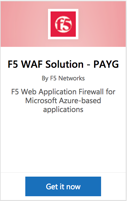 f5
F5 WAF Solution - PAYG
By F5 Networks
F5 Web Application Firewall for
Microsoft Azure-based
applications
Get it now